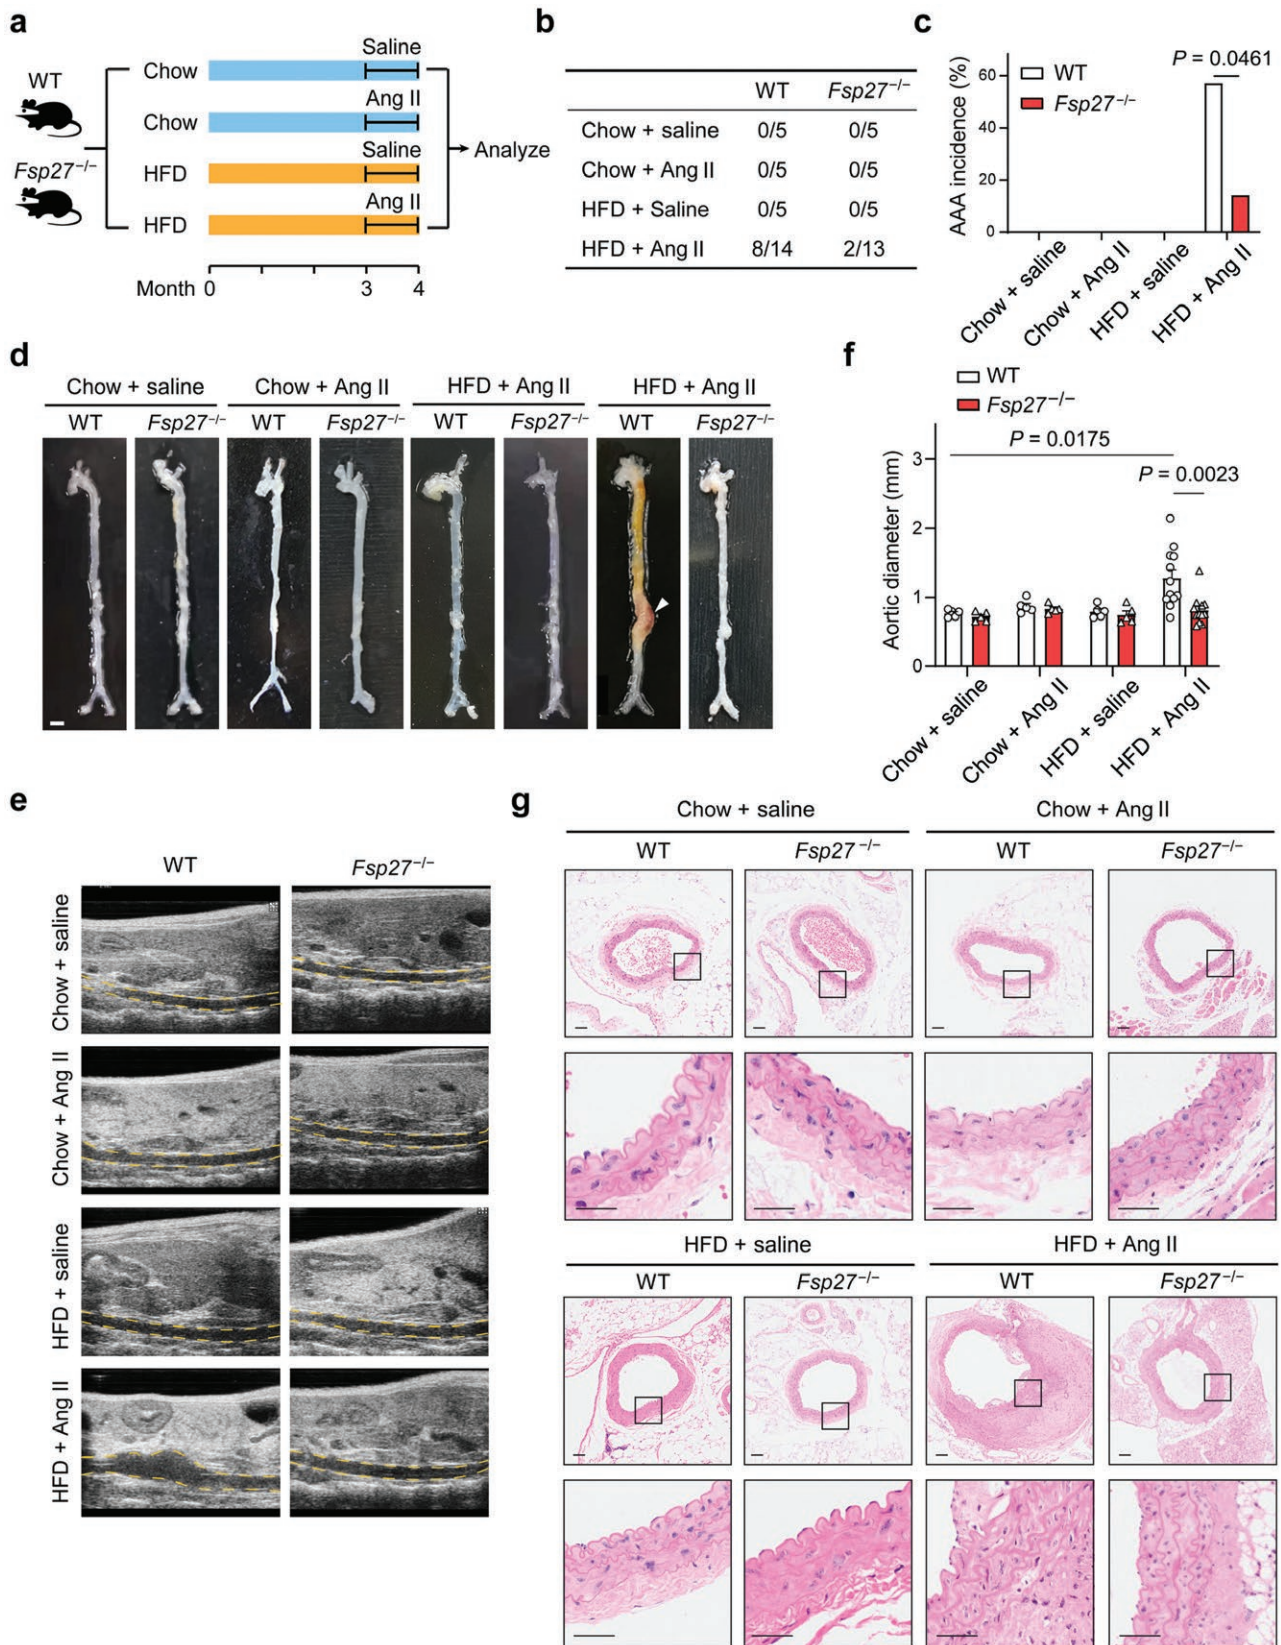 a
WT
Fsp27⁻/⁻
Chow
Saline
Chow
Ang II
HFD
Saline
HFD
Ang II
Analyze
Month 0 3 4
b
WT Fsp27⁻/⁻
Chow + saline 0/5 0/5
Chow + Ang II 0/5 0/5
HFD + Saline 0/5 0/5
HFD + Ang II 8/14 2/13
c
P = 0.0461
WT
Fsp27⁻/⁻
AAA incidence (%)
60
40
20
0
Chow + saline
Chow + Ang II
HFD + saline
HFD + Ang II
d
Chow + saline Chow + Ang II HFD + Ang II HFD + Ang II
WT Fsp27⁻/⁻ WT Fsp27⁻/⁻ WT Fsp27⁻/⁻ WT Fsp27⁻/⁻
f
WT
Fsp27⁻/⁻
P = 0.0175
P = 0.0023
Aortic diameter (mm)
3
2
1
0
Chow + saline
Chow + Ang II
HFD + saline
HFD + Ang II
e
WT Fsp27⁻/⁻
Chow + saline
Chow + Ang II
HFD + saline
HFD + Ang II
g
Chow + saline Chow + Ang II
WT Fsp27⁻/⁻ WT Fsp27⁻/⁻
HFD + saline HFD + Ang II
WT Fsp27⁻/⁻ WT Fsp27⁻/⁻